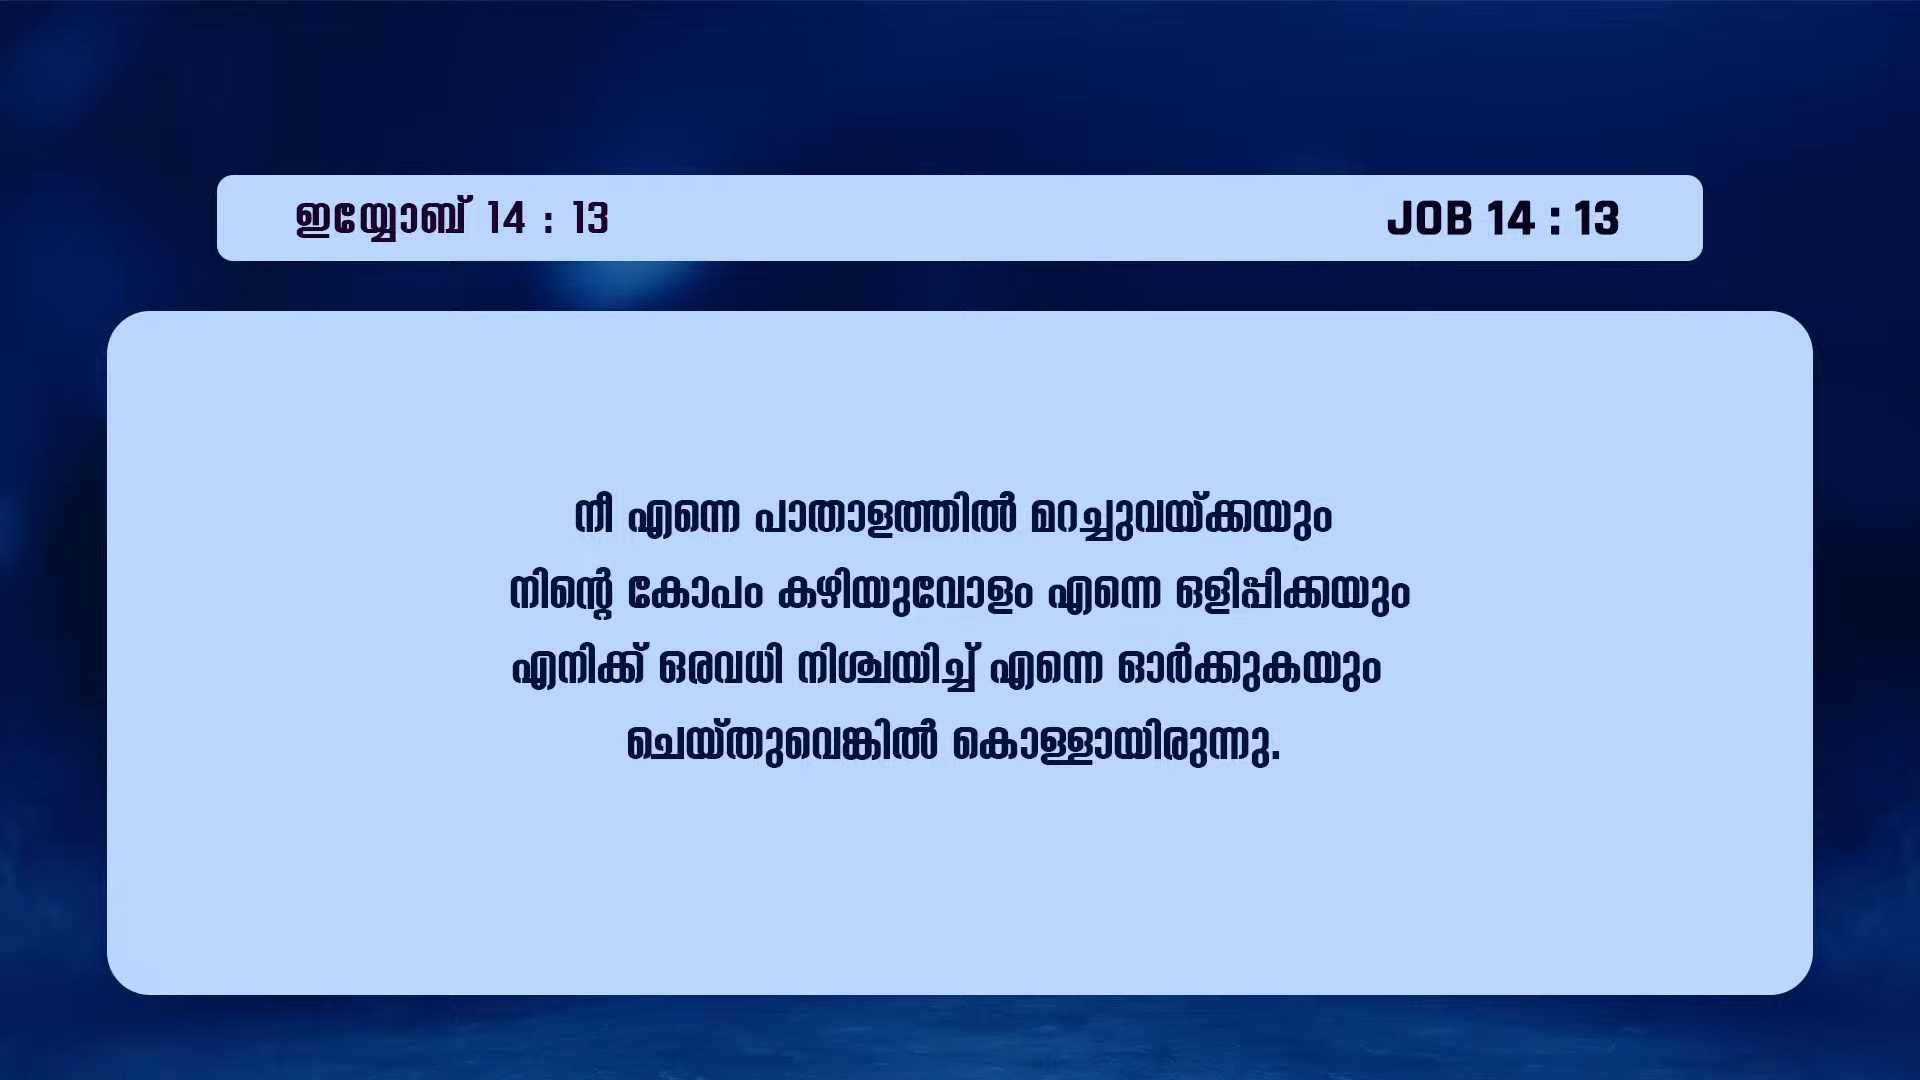 ഇയ്യോബ് 14 : 13
JOB 14 : 13
നീ എന്നെ പാതാളത്തിൽ മറച്ചുവയ്ക്കയും
നിന്റെ കോപം കഴിയുവോളം എന്നെ ഒളിപ്പിക്കയും
എനിക്ക് ഒരവധി നിശ്ചയിച്ച് എന്നെ ഓർക്കുകയും
ചെയ്തുവെങ്കിൽ കൊള്ളായിരുന്നു.